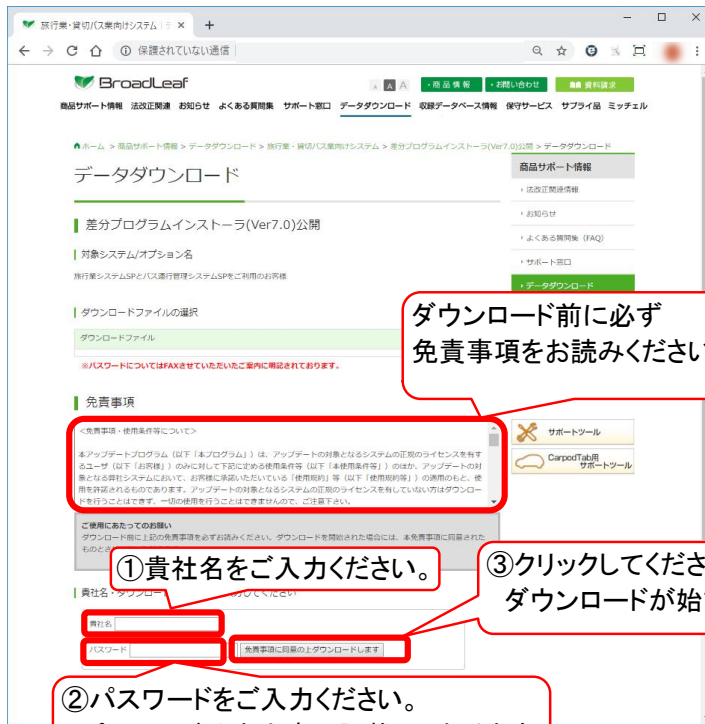 旅行業・貸切バス業向けシステム
保護されていない通信
BroadLeaf
A A A
・商品情報
・お問い合わせ
資料請求
商品サポート情報 法改正関連 お知らせ よくある質問集 サポート窓口 データダウンロード 収録データベース情報 保守サービス サプライ品 ミッチェル
ホーム > 商品サポート情報 > データダウンロード > 旅行業・貸切バス業向けシステム > 差分プログラムインストーラ(Ver7.0)公開 > データダウンロード
データダウンロード
商品サポート情報
法改正関連情報
お知らせ
よくある質問集 (FAQ)
サポート窓口
データダウンロード
差分プログラムインストーラ(Ver7.0)公開
対象システム/オプション名
旅行業システムSPとバス運行管理システムSPをご利用のお客様
ダウンロードファイルの選択
ダウンロードファイル
※パスワードについてはFAXさせていただいたご案内に明記されております。
ダウンロード前に必ず
免責事項をお読みください
免責事項
<免責事項・使用条件等について>
本アップデートプログラム（以下「本プログラム」）は、アップデートの対象となるシステムの正規のライセンスを有す
るユーザ（以下「お客様」）のみに対して下記に定める使用条件等（以下「本使用条件等」）のほか、アップデートの対
象となる弊社システムにおいて、お客様に承諾いただいている「使用規約」等（以下「使用規約等」）の適用のもと、使
用を許諾されるものであります。アップデートの対象となるシステムの正規のライセンスを有していない方はダウンロー
ドを行うことはできず、一切の使用を行うことはできませんので、ご注意下さい。
サポートツール
CarpodTab用
サポートツール
ご使用にあたってのお願い
ダウンロード前に上記の免責事項を必ずお読みください。ダウンロードを開始された場合には、本免責事項に同意された
ものとさ
①貴社名をご入力ください。
③クリックしてくださ
ダウンロードが始
貴社名・ダウンロード
力してください
貴社名
パスワード
免責事項に同意の上ダウンロードします
②パスワードをご入力ください。